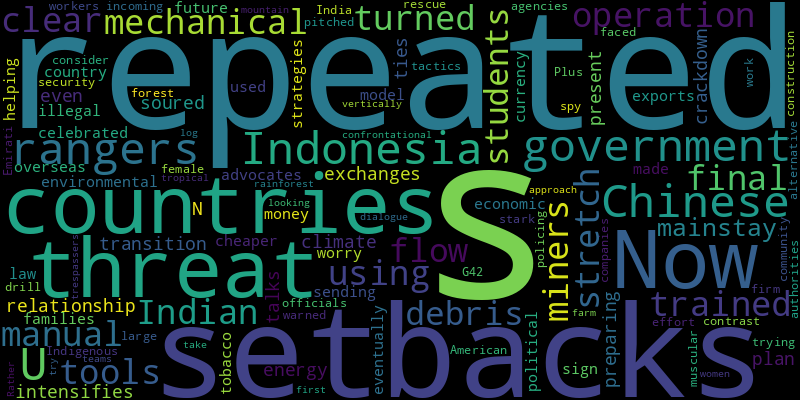 workers incoming
future
rescue
agencies
India
mountain
clear
mechanical
pitched
turned
operation
faced
repeated
consider
country
security
helping
even
illegal
forest
soured
used
strategies
ties
model
tactics
vertically
students
currency
Plus
spy
present
exports
crackdown
work
construction
Emirati
celebrated
rangers
log
confrontational
Indonesia
government
alternative
overseas
female
tropical
advocates
exchanges
made
final
environmental
rainforest
approach
countries
S
N
looking
money
economic
stark
Chinese
dialogue
policing
miners
stretch
companies
mainstay
community
authorities
transition
cheaper
climate
worry
flow
threat
Now
law
drill
trespassers
talks
using
G42
firm
relationship
sending
officials
warned
farm
effort
trained
families
Indian
large
debris
contrast
manual
U
Indigenous
try
teams
tobacco
energy
eventually
American
political
preparing
sign
trying
muscular
plan
Rather
tools
take
setbacks
women
intensifies
first